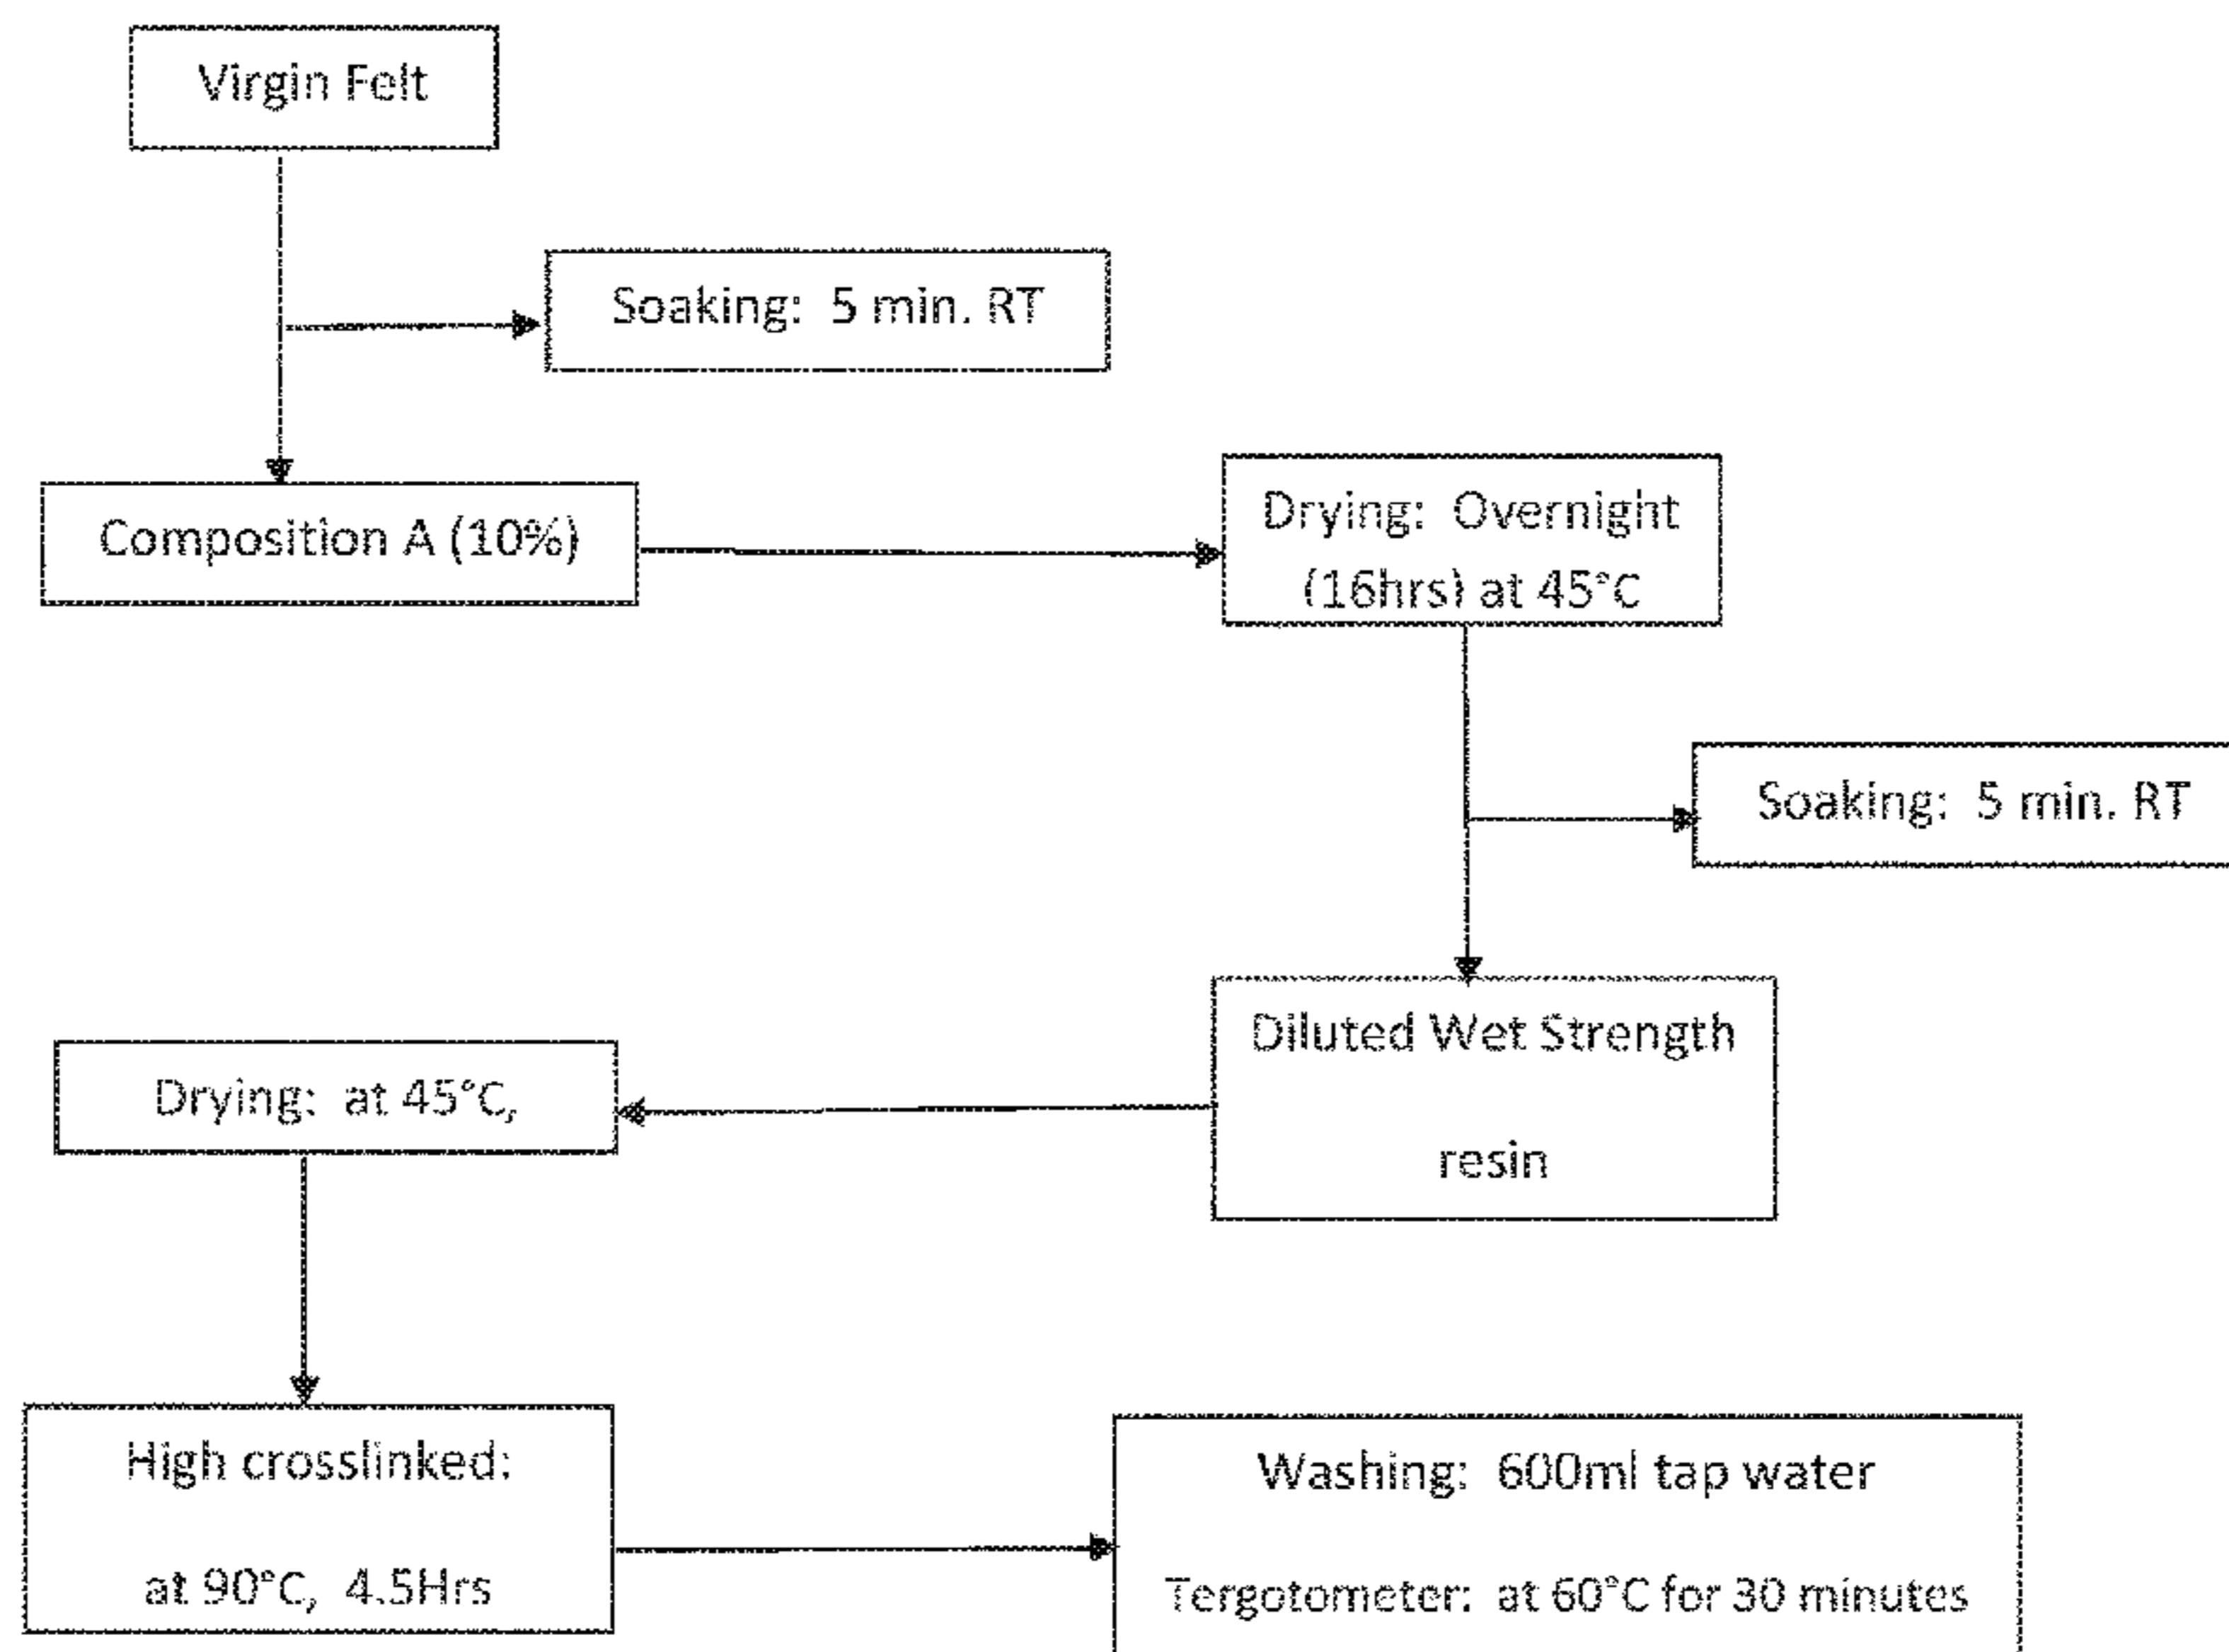 Virgin Felt
Soaking: 5 min. RT
Composition A (10%)
Drying: Overnight
(16hrs) at 45°C
Soaking: 5 min. RT
Diluted Wet Strength
resin
Drying: at 45°C,
High crosslinked:
at 90°C, 4.5Hrs
Washing: 600ml tap water
Tergotometer: at 60°C for 30 minutes